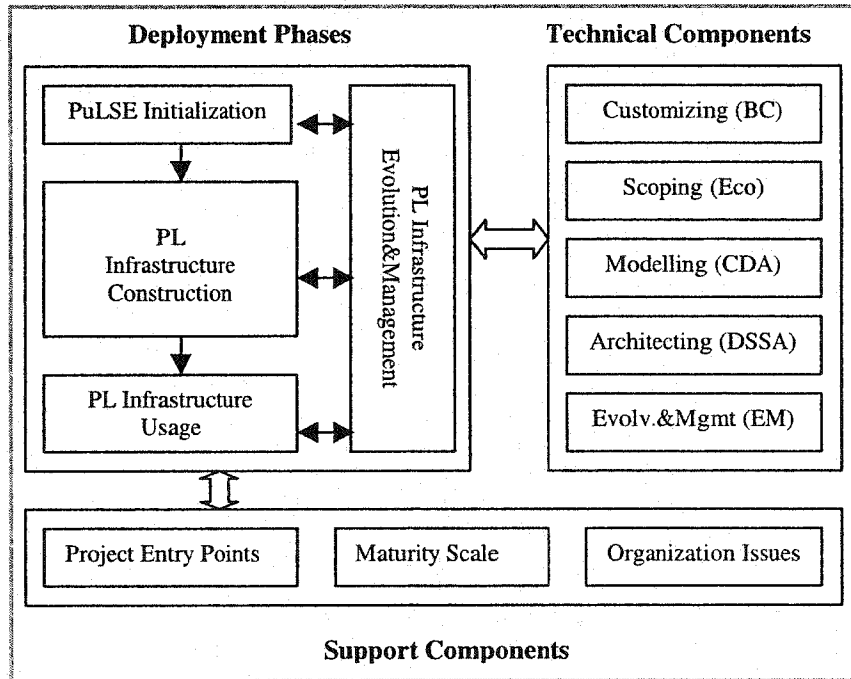 Deployment Phases
Technical Components
PuLSE Initialization
PL
Infrastructure
Construction
PL Infrastructure
Usage
PL Infrastructure
Evolution&Management
Customizing (BC)
Scoping (Eco)
Modelling (CDA)
Architecting (DSSA)
Evolv.&Mgmt (EM)
Project Entry Points
Maturity Scale
Organization Issues
Support Components